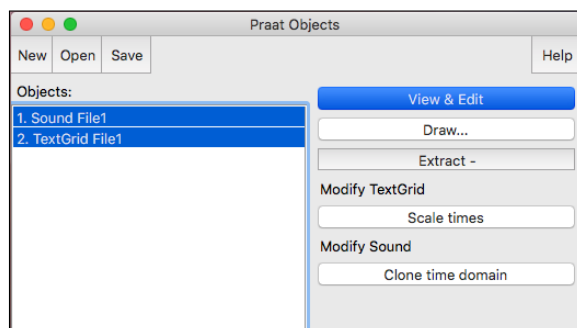 Praat Objects
New Open Save Help
Objects:
1. Sound File1
2. TextGrid File1
View & Edit
Draw...
Extract -
Modify TextGrid
Scale times
Modify Sound
Clone time domain